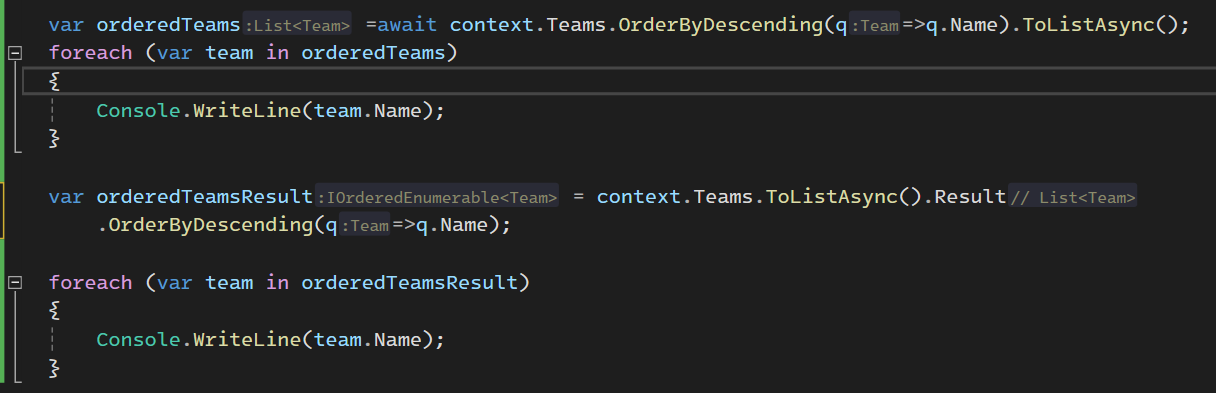 var orderedTeams:List<Team> =await context.Teams.OrderByDescending(q:Team=>q.Name).ToListAsync();
foreach (var team in orderedTeams)
{
Console.WriteLine(team.Name);
}
var orderedTeamsResult:IOrderedEnumerable<Team> = context.Teams.ToListAsync().Result// List<Team>
.OrderByDescending(q:Team=>q.Name);
foreach (var team in orderedTeamsResult)
{
Console.WriteLine(team.Name);
}